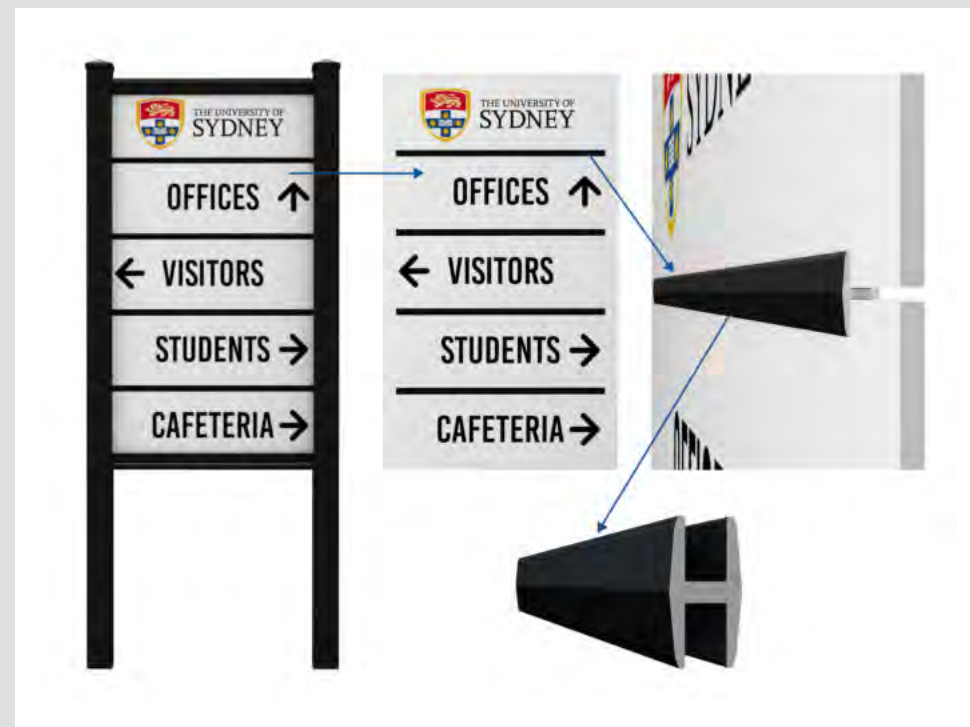 THE UNIVERSITY OF
SYDNEY
OFFICES ↑
← VISITORS
STUDENTS →
CAFETERIA →
THE UNIVERSITY OF
SYDNEY
OFFICES ↑
← VISITORS
STUDENTS →
CAFETERIA →